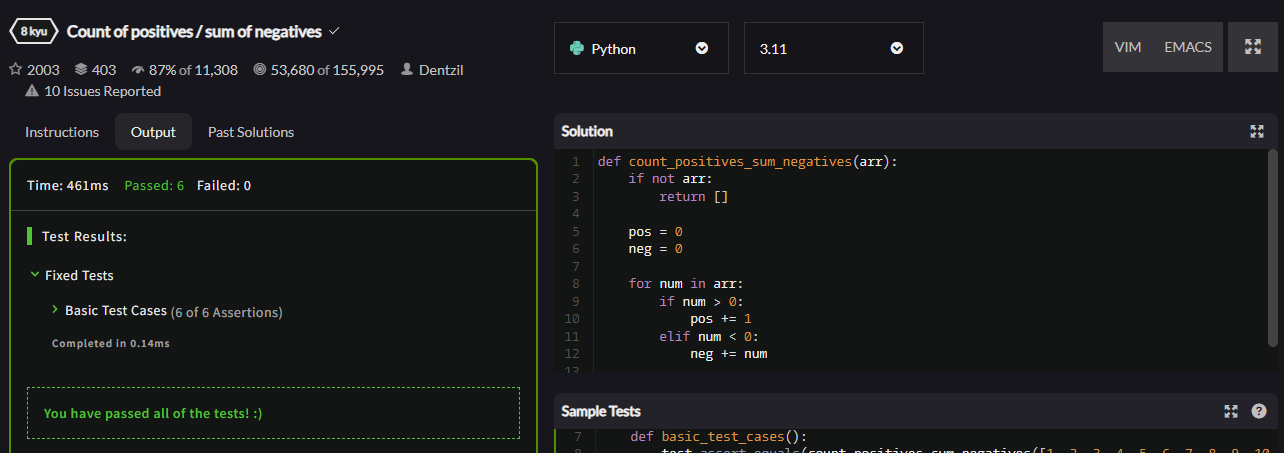 8 kyu Count of positives / sum of negatives
2003 403 87% of 11,308 53,680 of 155,995 Dentzil
10 Issues Reported
Instructions Output Past Solutions
Time: 461ms Passed: 6 Failed: 0
Test Results:
Fixed Tests
Basic Test Cases (6 of 6 Assertions)
Completed in 0.14ms
You have passed all of the tests! :)
Python 3.11 VIM EMACS
Solution
1 def count_positives_sum_negatives(arr):
2     if not arr:
3         return []
4
5     pos = 0
6     neg = 0
7
8     for num in arr:
9         if num > 0:
10             pos += 1
11         elif num < 0:
12             neg += num
13
Sample Tests
7     def basic_test_cases():
8         test.assert_equals(count_positives_sum_negatives([1, 2, 3, 4, 5, 6, 7, 8, 9, 10